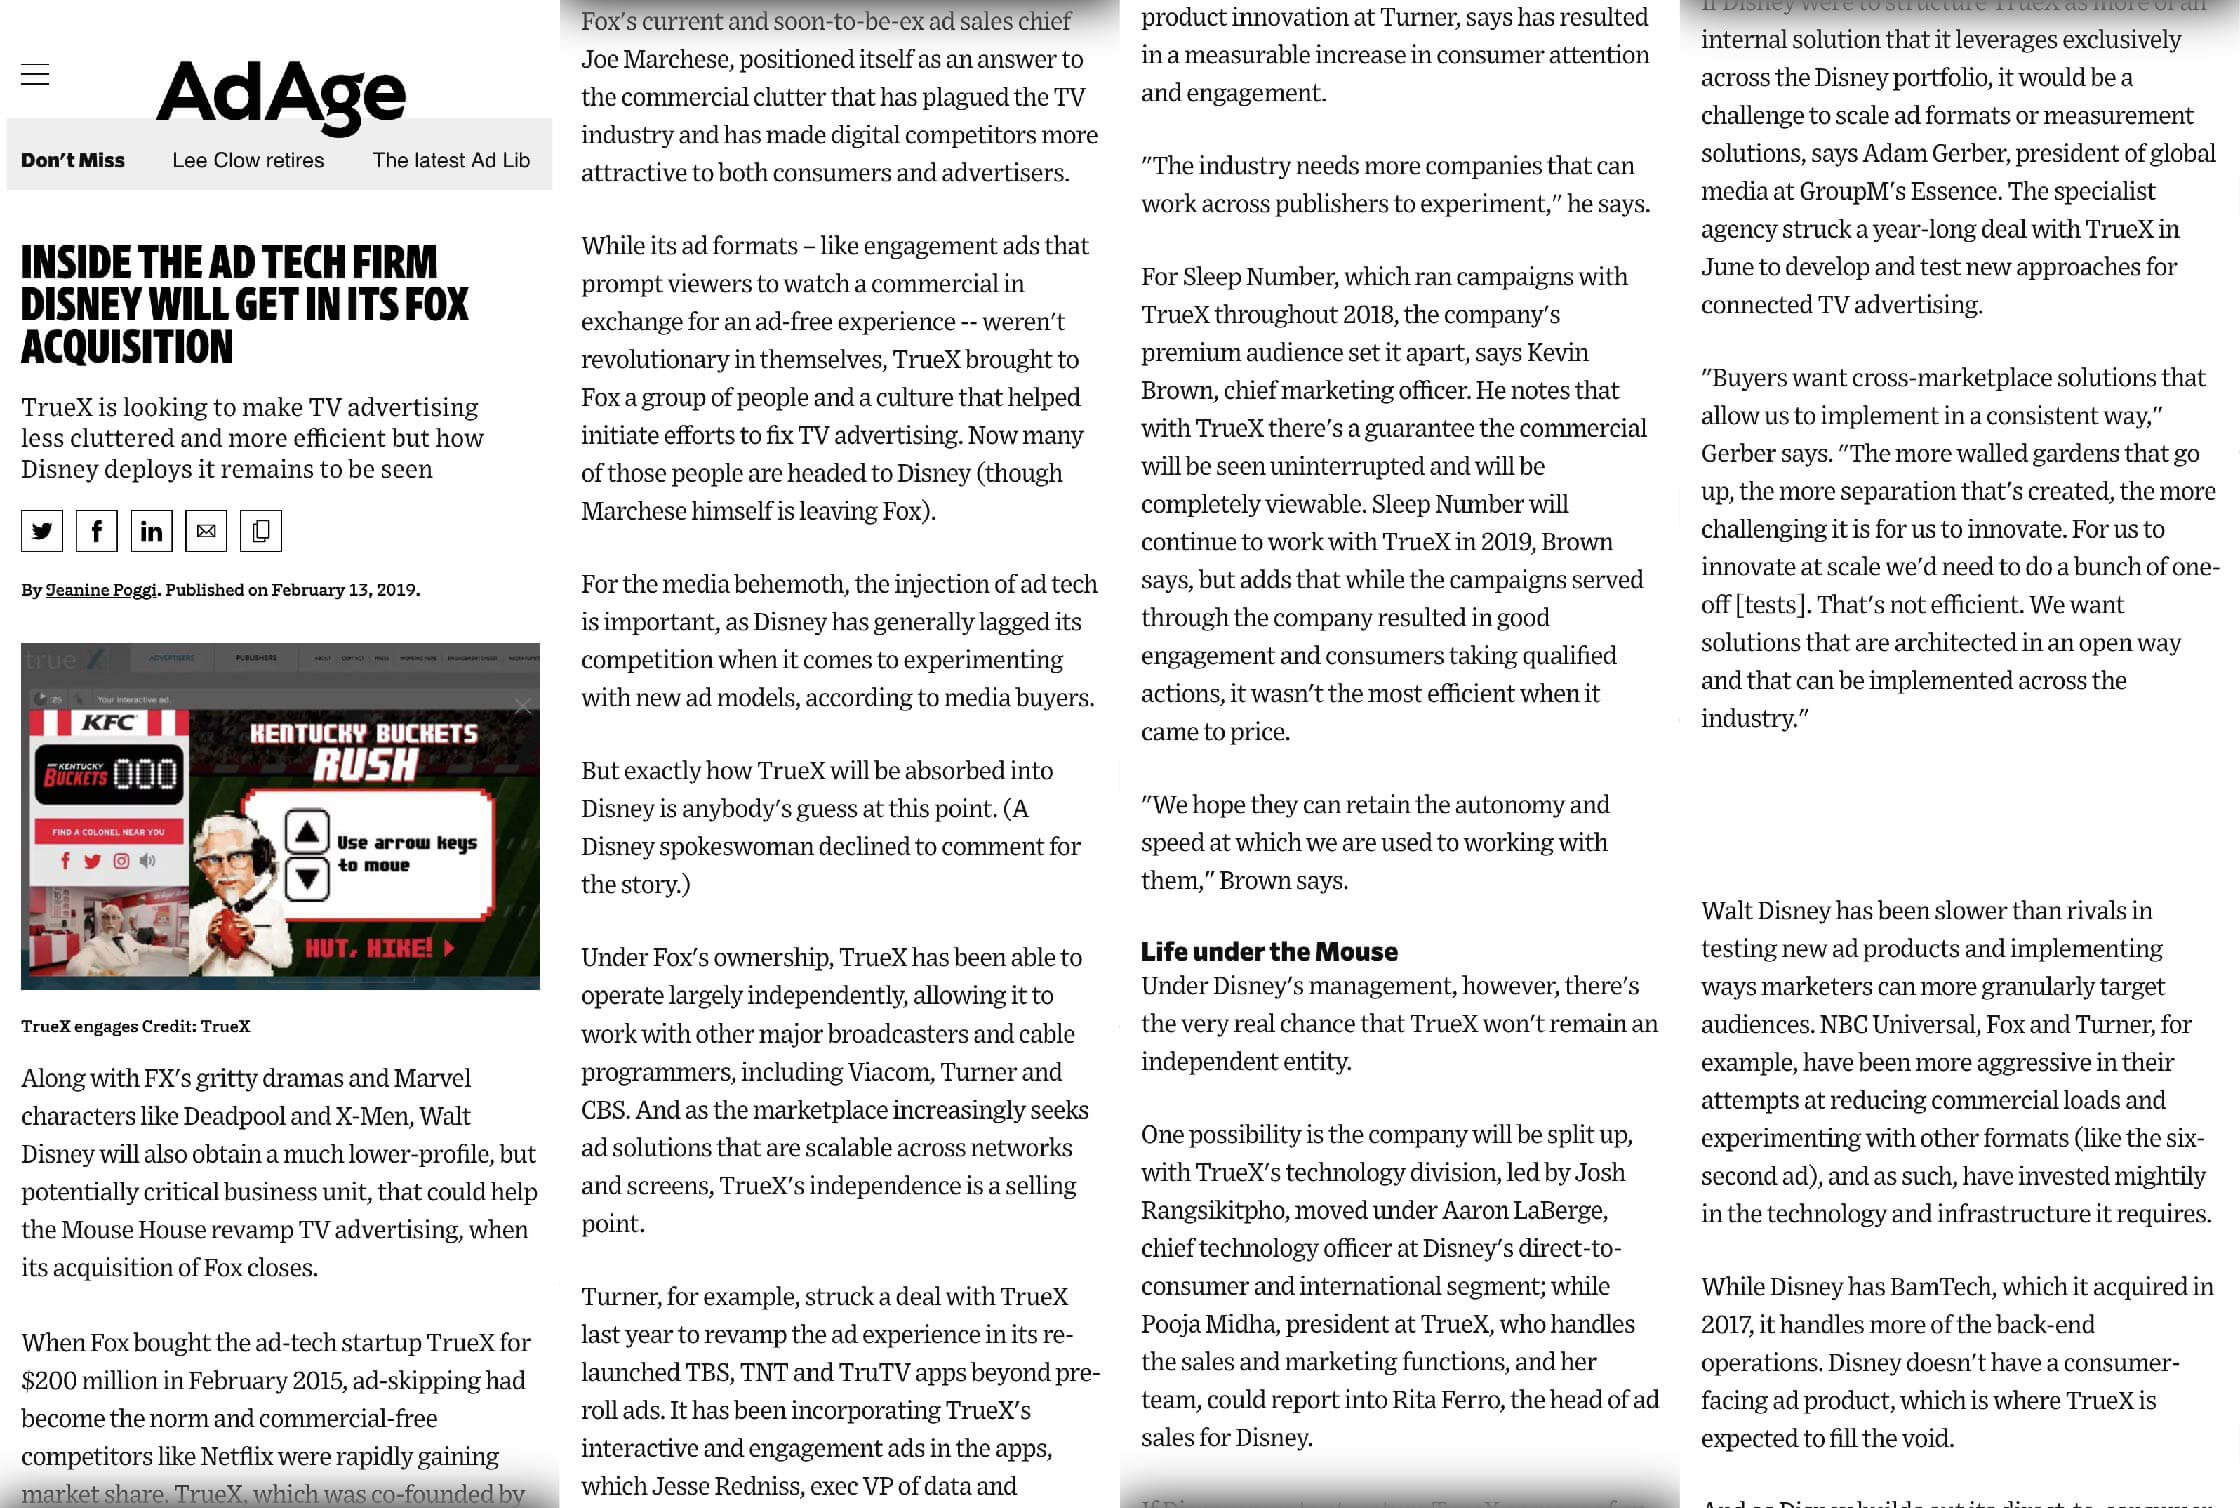 AdAge
Don't Miss
Lee Clow retires
The latest Ad Lib
INSIDE THE AD TECH FIRM
DISNEY WILL GET IN ITS FOX
ACQUISITION
TrueX is looking to make TV advertising
less cluttered and more efficient but how
Disney deploys it remains to be seen
By Jeanine Poggi. Published on February 13, 2019.
true X
ADVERTISERS
PUBLISHERS
ABOUT
CONTACT
PRESS
:25
Your interactive ad
KFC
KENTUCKY
BUCKETS
000
FIND A COLONEL NEAR YOU
KENTUCKY BUCKETS
RUSH
Use arrow keys
to move
HUT, HIKE!
TrueX engages Credit: TrueX
Along with FX's gritty dramas and Marvel
characters like Deadpool and X-Men, Walt
Disney will also obtain a much lower-profile, but
potentially critical business unit, that could help
the Mouse House revamp TV advertising, when
its acquisition of Fox closes.
When Fox bought the ad-tech startup TrueX for
$200 million in February 2015, ad-skipping had
become the norm and commercial-free
competitors like Netflix were rapidly gaining
market share. TrueX, which was co-founded by
Fox's current and soon-to-be-ex ad sales chief
Joe Marchese, positioned itself as an answer to
the commercial clutter that has plagued the TV
industry and has made digital competitors more
attractive to both consumers and advertisers.
While its ad formats – like engagement ads that
prompt viewers to watch a commercial in
exchange for an ad-free experience -- weren't
revolutionary in themselves, TrueX brought to
Fox a group of people and a culture that helped
initiate efforts to fix TV advertising. Now many
of those people are headed to Disney (though
Marchese himself is leaving Fox).
For the media behemoth, the injection of ad tech
is important, as Disney has generally lagged its
competition when it comes to experimenting
with new ad models, according to media buyers.
But exactly how TrueX will be absorbed into
Disney is anybody's guess at this point. (A
Disney spokeswoman declined to comment for
the story.)
Under Fox's ownership, TrueX has been able to
operate largely independently, allowing it to
work with other major broadcasters and cable
programmers, including Viacom, Turner and
CBS. And as the marketplace increasingly seeks
ad solutions that are scalable across networks
and screens, TrueX's independence is a selling
point.
Turner, for example, struck a deal with TrueX
last year to revamp the ad experience in its re-
launched TBS, TNT and TruTV apps beyond pre-
roll ads. It has been incorporating TrueX's
interactive and engagement ads in the apps,
which Jesse Redniss, exec VP of data and
product innovation at Turner, says has resulted
in a measurable increase in consumer attention
and engagement.
"The industry needs more companies that can
work across publishers to experiment," he says.
For Sleep Number, which ran campaigns with
TrueX throughout 2018, the company's
premium audience set it apart, says Kevin
Brown, chief marketing officer. He notes that
with TrueX there's a guarantee the commercial
will be seen uninterrupted and will be
completely viewable. Sleep Number will
continue to work with TrueX in 2019, Brown
says, but adds that while the campaigns served
through the company resulted in good
engagement and consumers taking qualified
actions, it wasn't the most efficient when it
came to price.
"We hope they can retain the autonomy and
speed at which we are used to working with
them," Brown says.
Life under the Mouse
Under Disney's management, however, there's
the very real chance that TrueX won't remain an
independent entity.
One possibility is the company will be split up,
with TrueX's technology division, led by Josh
Rangsikitpho, moved under Aaron LaBerge,
chief technology officer at Disney's direct-to-
consumer and international segment; while
Pooja Midha, president at TrueX, who handles
the sales and marketing functions, and her
team, could report into Rita Ferro, the head of ad
sales for Disney.
If Disney were to structure TrueX as more of an
internal solution that it leverages exclusively
across the Disney portfolio, it would be a
challenge to scale ad formats or measurement
solutions, says Adam Gerber, president of global
media at GroupM's Essence. The specialist
agency struck a year-long deal with TrueX in
June to develop and test new approaches for
connected TV advertising.
"Buyers want cross-marketplace solutions that
allow us to implement in a consistent way,"
Gerber says. "The more walled gardens that go
up, the more separation that's created, the more
challenging it is for us to innovate. For us to
innovate at scale we'd need to do a bunch of one-
off [tests]. That's not efficient. We want
solutions that are architected in an open way
and that can be implemented across the
industry."
Walt Disney has been slower than rivals in
testing new ad products and implementing
ways marketers can more granularly target
audiences. NBC Universal, Fox and Turner, for
example, have been more aggressive in their
attempts at reducing commercial loads and
experimenting with other formats (like the six-
second ad), and as such, have invested mightily
in the technology and infrastructure it requires.
While Disney has BamTech, which it acquired in
2017, it handles more of the back-end
operations. Disney doesn't have a consumer-
facing ad product, which is where TrueX is
expected to fill the void.